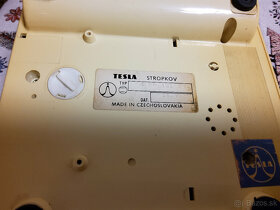 TESLA STROPKOV
TYP
DAT.
MADE IN CZECHOSLOVAKIA
TESLA
Bazos.sk